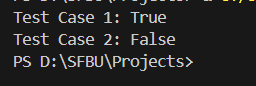 Test Case 1: True
Test Case 2: False
PS D:\SFBU\Projects>